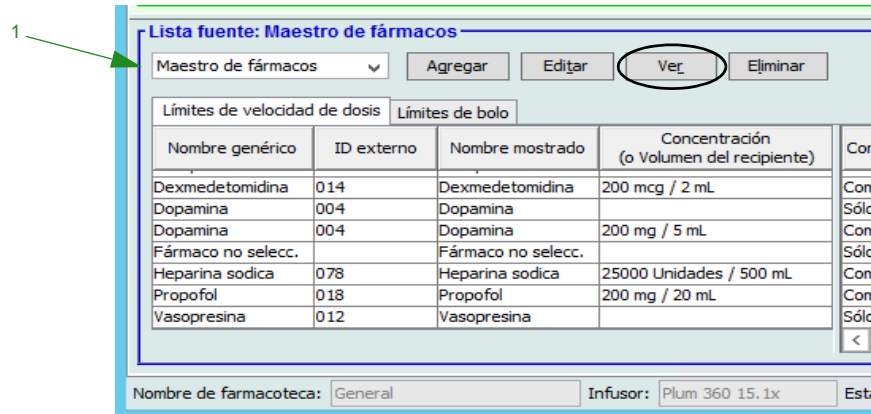 1
Lista fuente: Maestro de fármacos
Maestro de fármacos Agregar Editar Ver Eliminar
Límites de velocidad de dosis Límites de bolo
Nombre genérico ID externo Nombre mostrado Concentración
(o Volumen del recipiente)
Dexmedetomidina 014 Dexmedetomidina 200 mcg / 2 mL
Dopamina 004 Dopamina
Dopamina 004 Dopamina 200 mg / 5 mL
Fármaco no selecc. Fármaco no selecc.
Heparina sodica 078 Heparina sodica 25000 Unidades / 500 mL
Propofol 018 Propofol 200 mg / 20 mL
Vasopresina 012 Vasopresina
Nombre de farmacoteca: General Infusor: Plum 360 15.1x